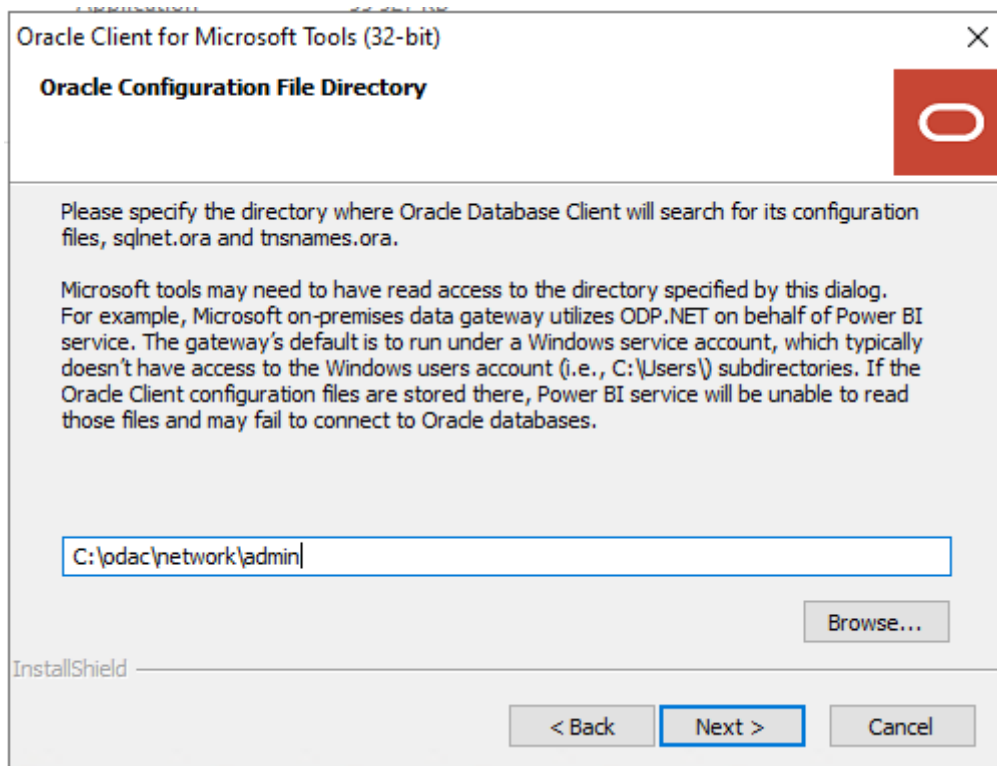 Oracle Client for Microsoft Tools (32-bit)
Oracle Configuration File Directory
Please specify the directory where Oracle Database Client will search for its configuration
files, sqlnet.ora and tnsnames.ora.
Microsoft tools may need to have read access to the directory specified by this dialog.
For example, Microsoft on-premises data gateway utilizes ODP.NET on behalf of Power BI
service. The gateway's default is to run under a Windows service account, which typically
doesn't have access to the Windows users account (i.e., C:\Users\) subdirectories. If the
Oracle Client configuration files are stored there, Power BI service will be unable to read
those files and may fail to connect to Oracle databases.
C:\odac\network\admin
Browse...
InstallShield
< Back
Next >
Cancel